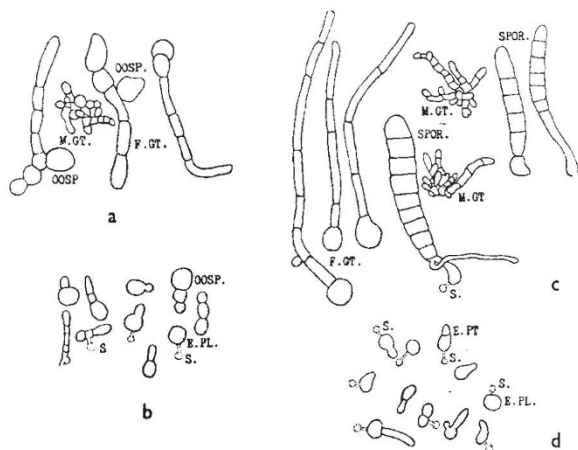 OOSP.
M.GT.
F.GT.
OOSP
a
SPOR.
M.GT.
SPOR.
M.GT
F.GT.
S.
c
OOSP.
S
E.PL.
S.
b
S.
E.PT
S.
S.
E.PL.
d